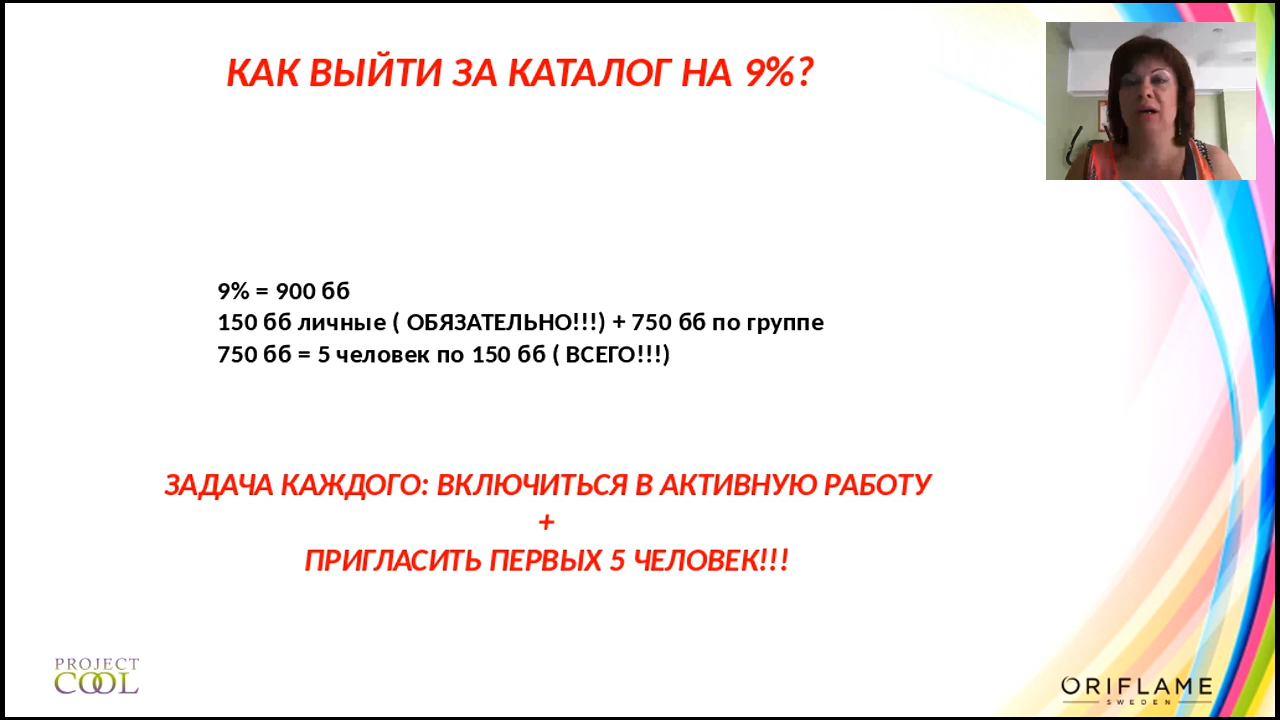 КАК ВЫЙТИ ЗА КАТАЛОГ НА 9%?
9% = 900 бб
150 бб личные ( ОБЯЗАТЕЛЬНО!!!) + 750 бб по группе
750 бб = 5 человек по 150 бб ( ВСЕГО!!!)
ЗАДАЧА КАЖДОГО: ВКЛЮЧИТЬСЯ В АКТИВНУЮ РАБОТУ
+
ПРИГЛАСИТЬ ПЕРВЫХ 5 ЧЕЛОВЕК!!!
PROJECT
COOL
ORIFLAME
SWEDEN